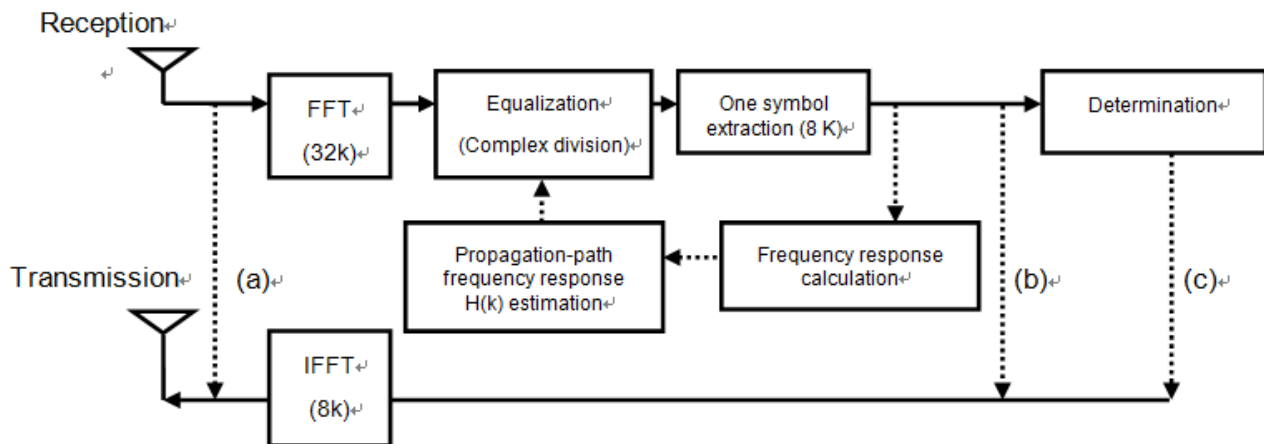 Reception↵
↵
FFT↵
(32k)↵
Equalization↵
(Complex division)↵
One symbol
extraction (8 K)↵
Determination↵
Transmission↵
(a)↵
Propagation-path
frequency response
H(k) estimation↵
Frequency response
calculation↵
(b)↵
(c)↵
IFFT↵
(8k)↵